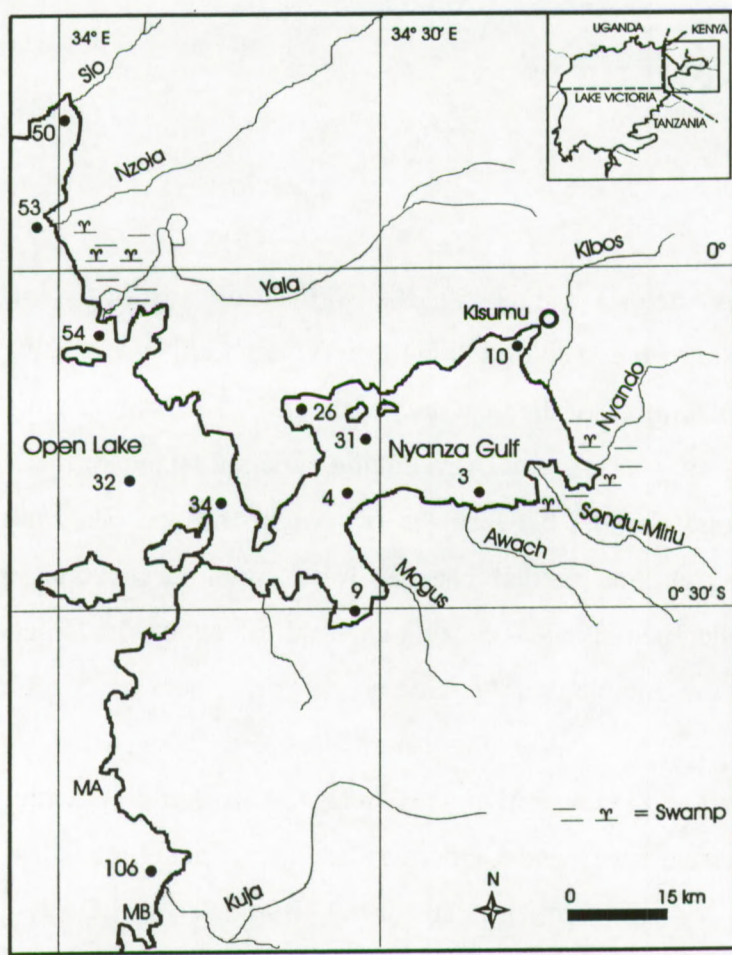 34° E
34° 30′ E
UGANDA
KENYA
LAKE VICTORIA
TANZANIA
Sio
50
Nzoia
53
Kibos
0°
Yala
Kisumu
54
10
Nyando
26
31
Open Lake
Nyanza Gulf
32
34
4
3
Sondu-Miriu
Awach
Mogus
9
0° 30′ S
MA
= Swamp
106
MB
Kuja
N
0 15 km